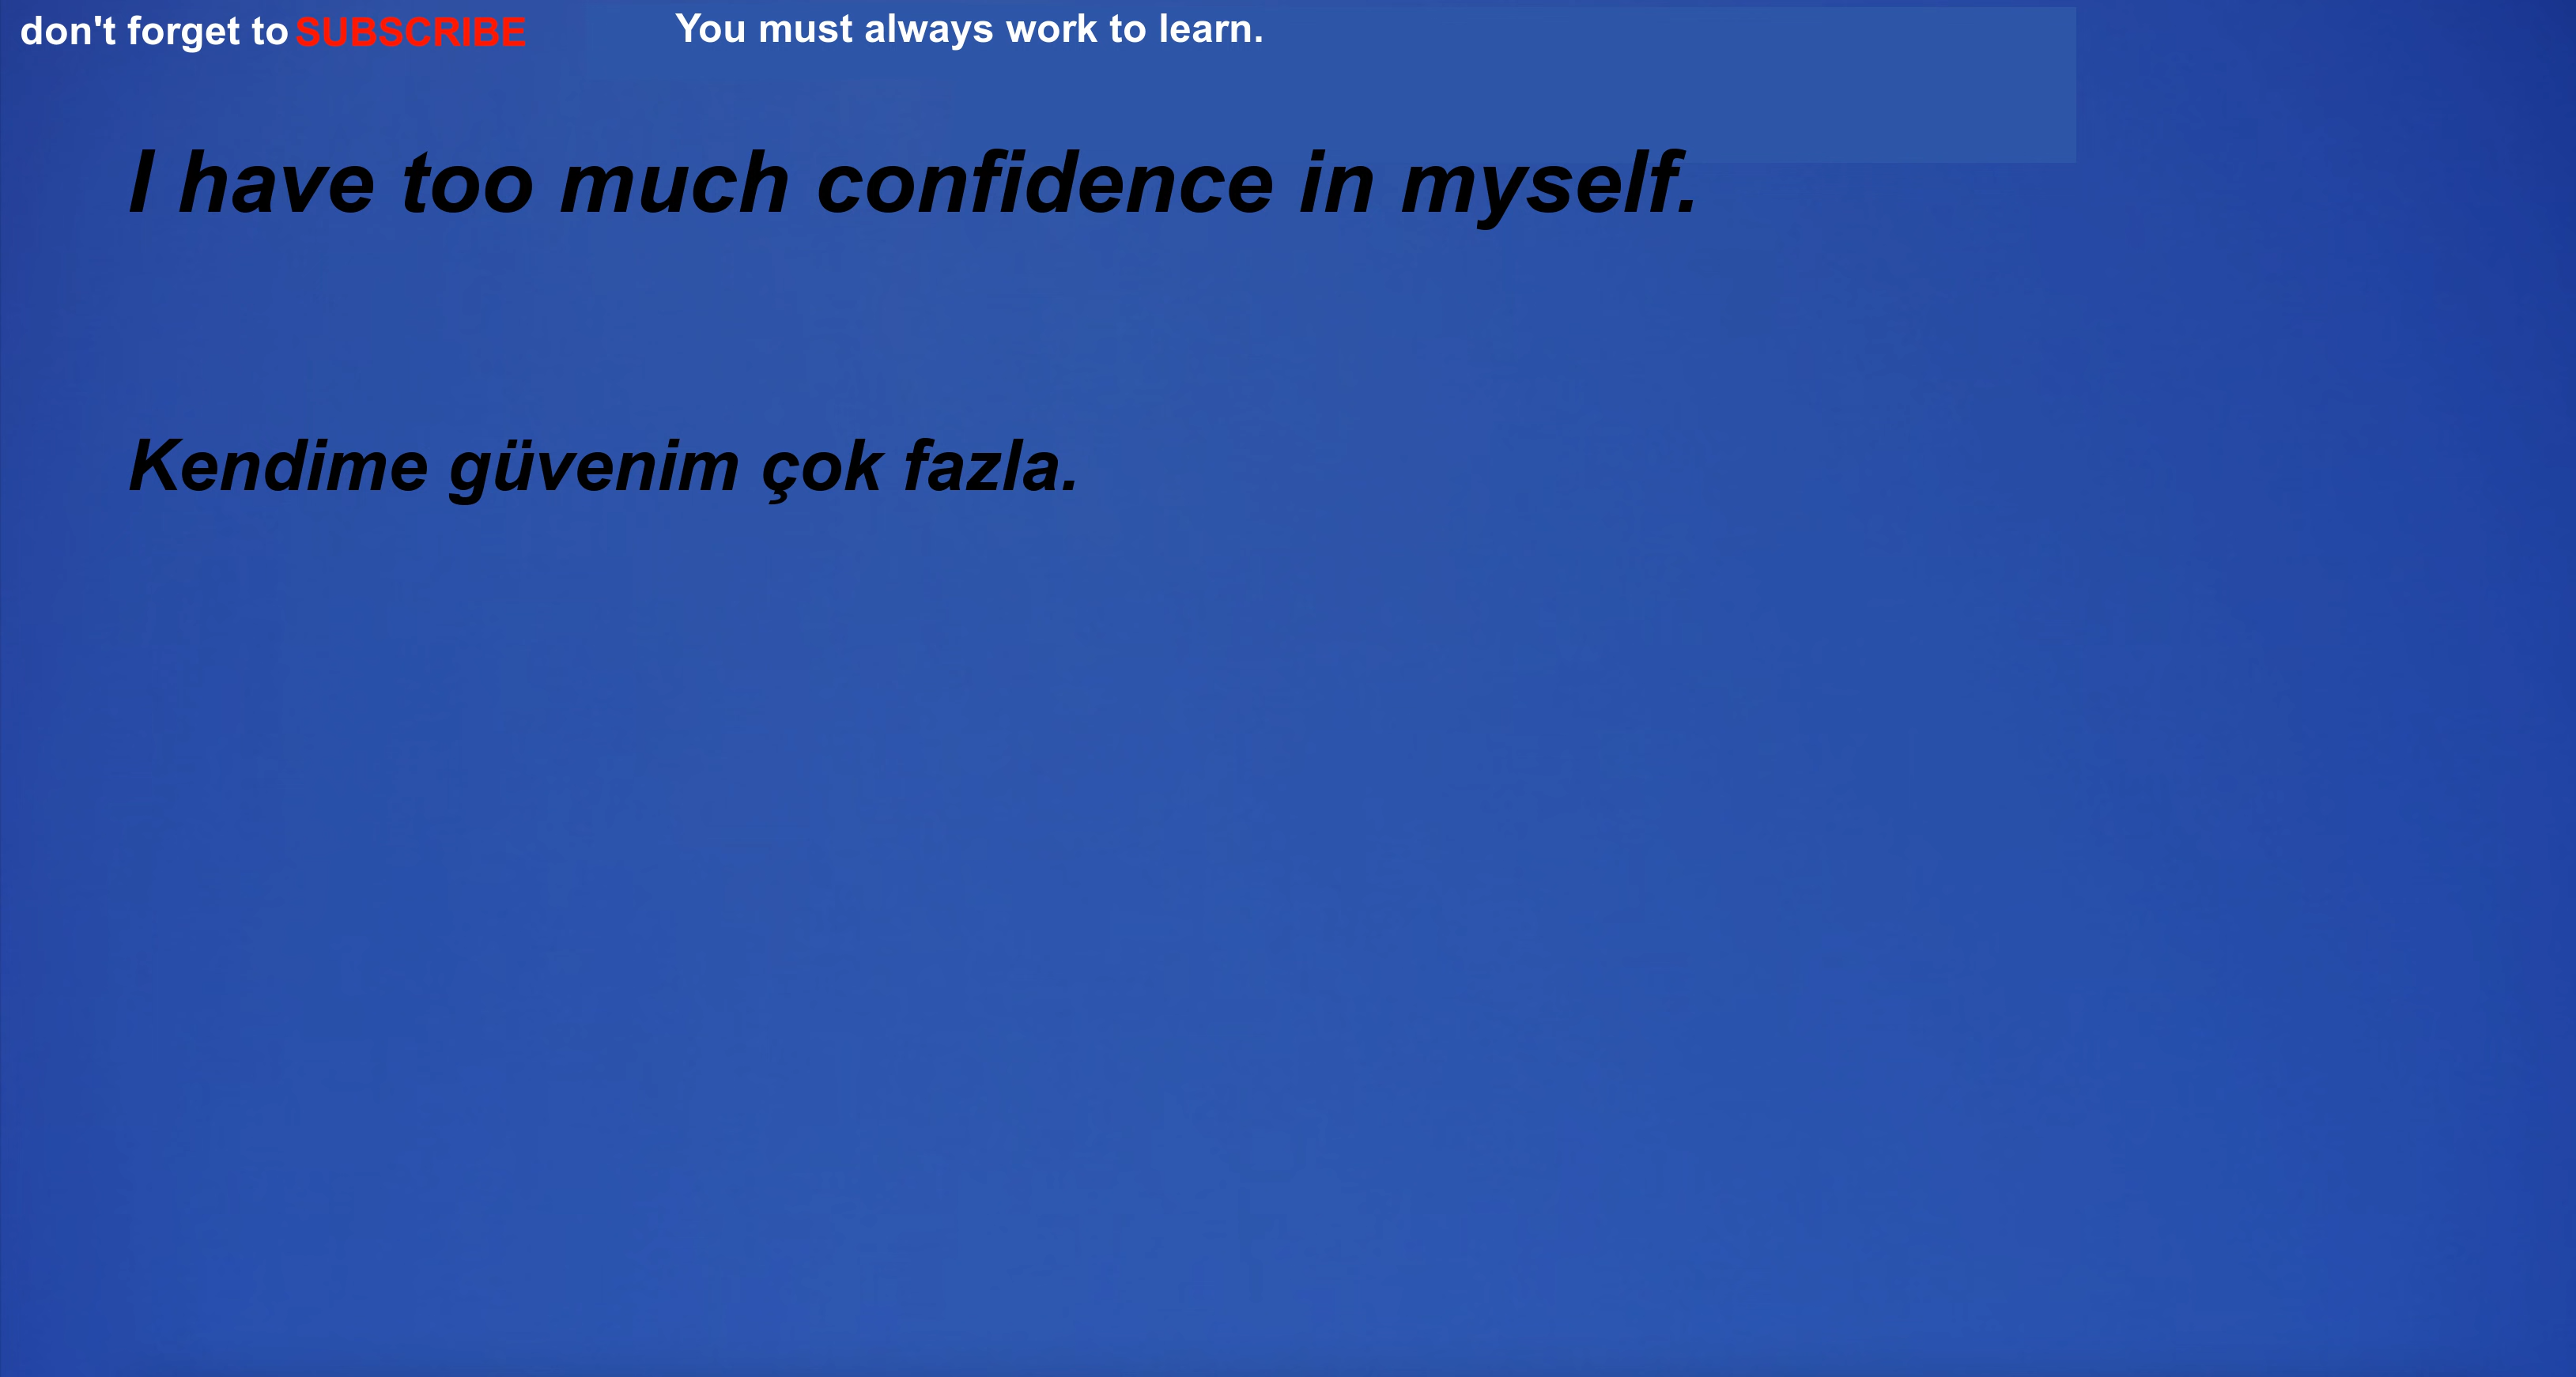 don't forget to SUBSCRIBE
You must always work to learn.
I have too much confidence in myself.
Kendime güvenim çok fazla.